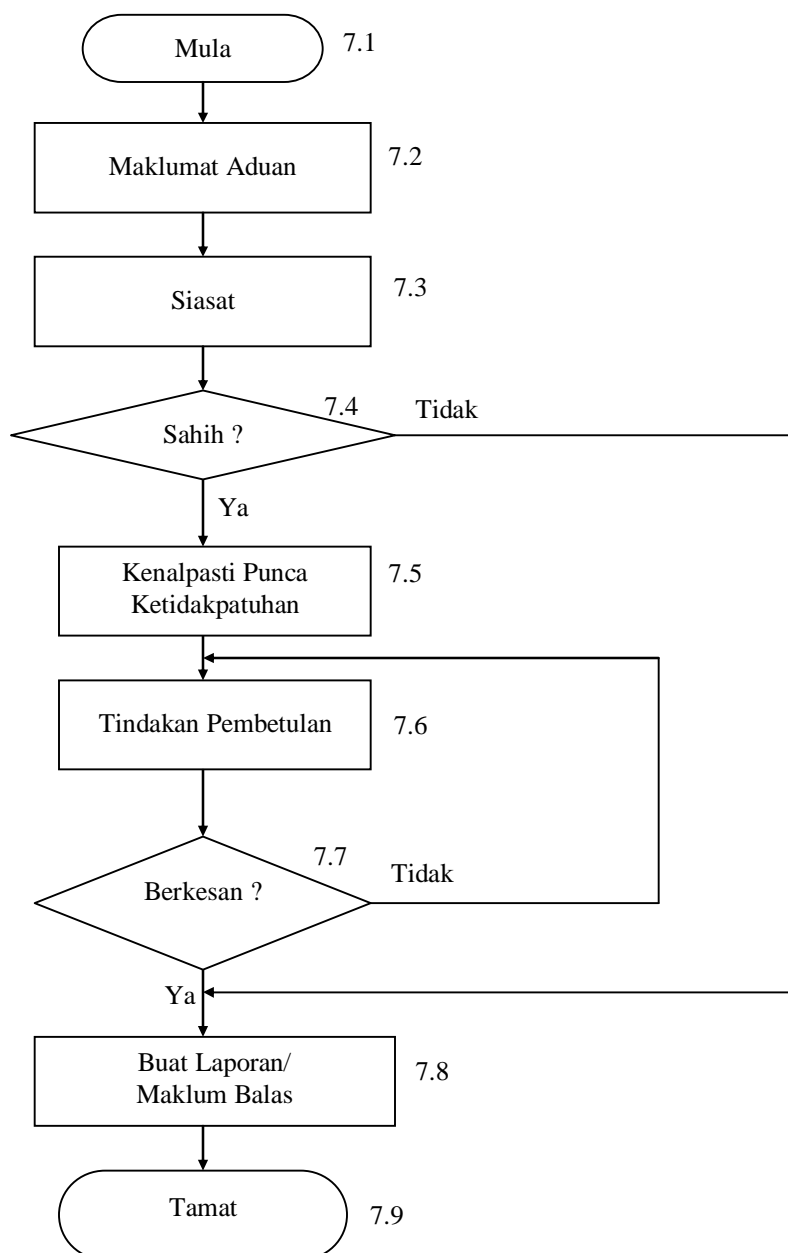 Mula
7.1
Maklumat Aduan
7.2
Siasat
7.3
7.4
Tidak
Sahih ?
Ya
Kenalpasti Punca
Ketidakpatuhan
7.5
Tindakan Pembetulan
7.6
7.7
Tidak
Berkesan ?
Ya
Buat Laporan/
Maklum Balas
7.8
Tamat
7.9